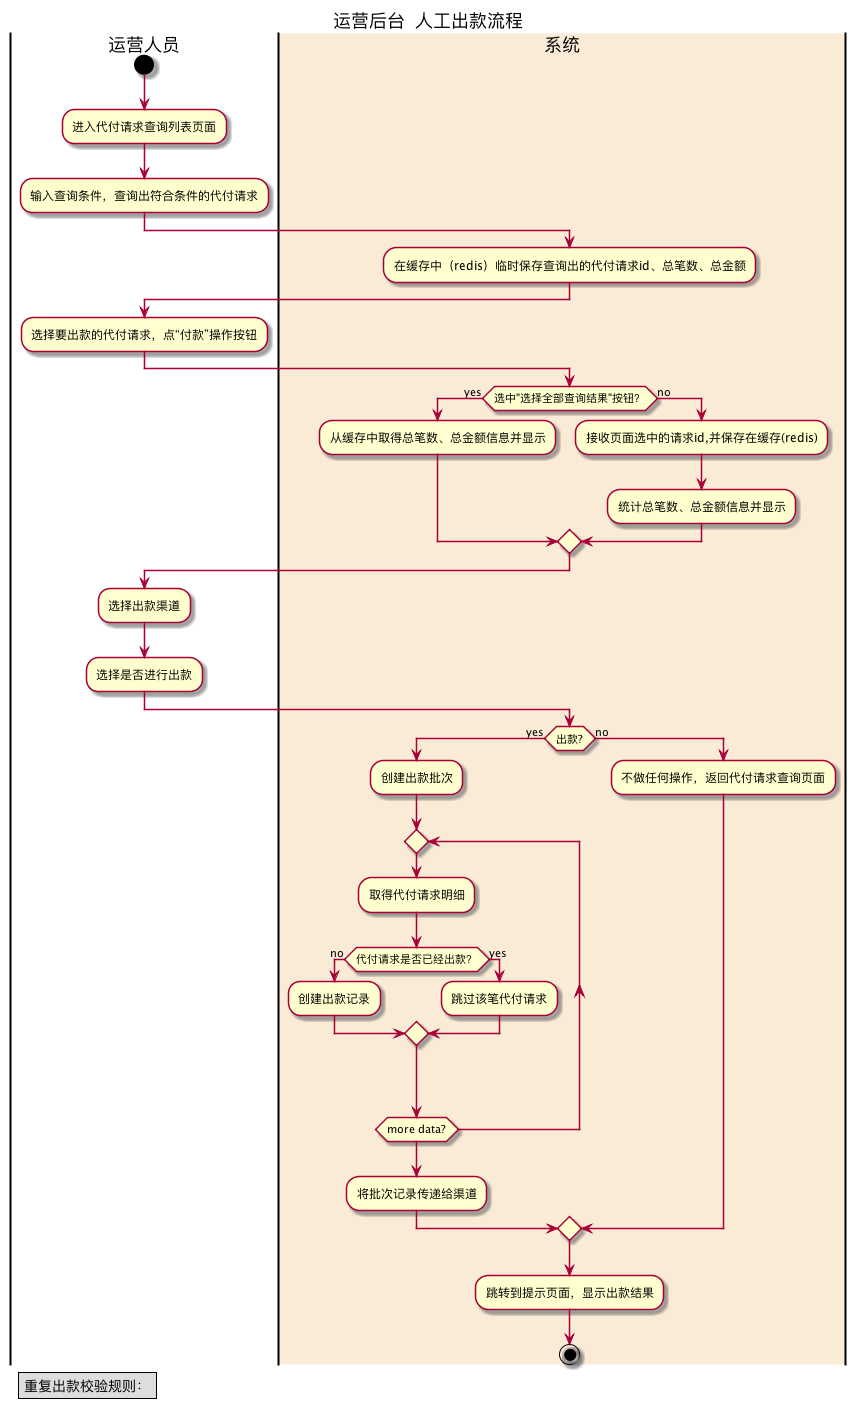 运营后台 人工出款流程
运营人员
系统
进入代付请求查询列表页面
输入查询条件，查询出符合条件的代付请求
在缓存中（redis）临时保存查询出的代付请求id、总笔数、总金额
选择要出款的代付请求，点“付款”操作按钮
选中"选择全部查询结果"按钮？
yes
no
从缓存中取得总笔数、总金额信息并显示
接收页面选中的请求id,并保存在缓存(redis)
统计总笔数、总金额信息并显示
选择出款渠道
选择是否进行出款
出款?
yes
no
创建出款批次
不做任何操作，返回代付请求查询页面
取得代付请求明细
代付请求是否已经出款？
no
yes
创建出款记录
跳过该笔代付请求
more data?
将批次记录传递给渠道
跳转到提示页面，显示出款结果
重复出款校验规则：